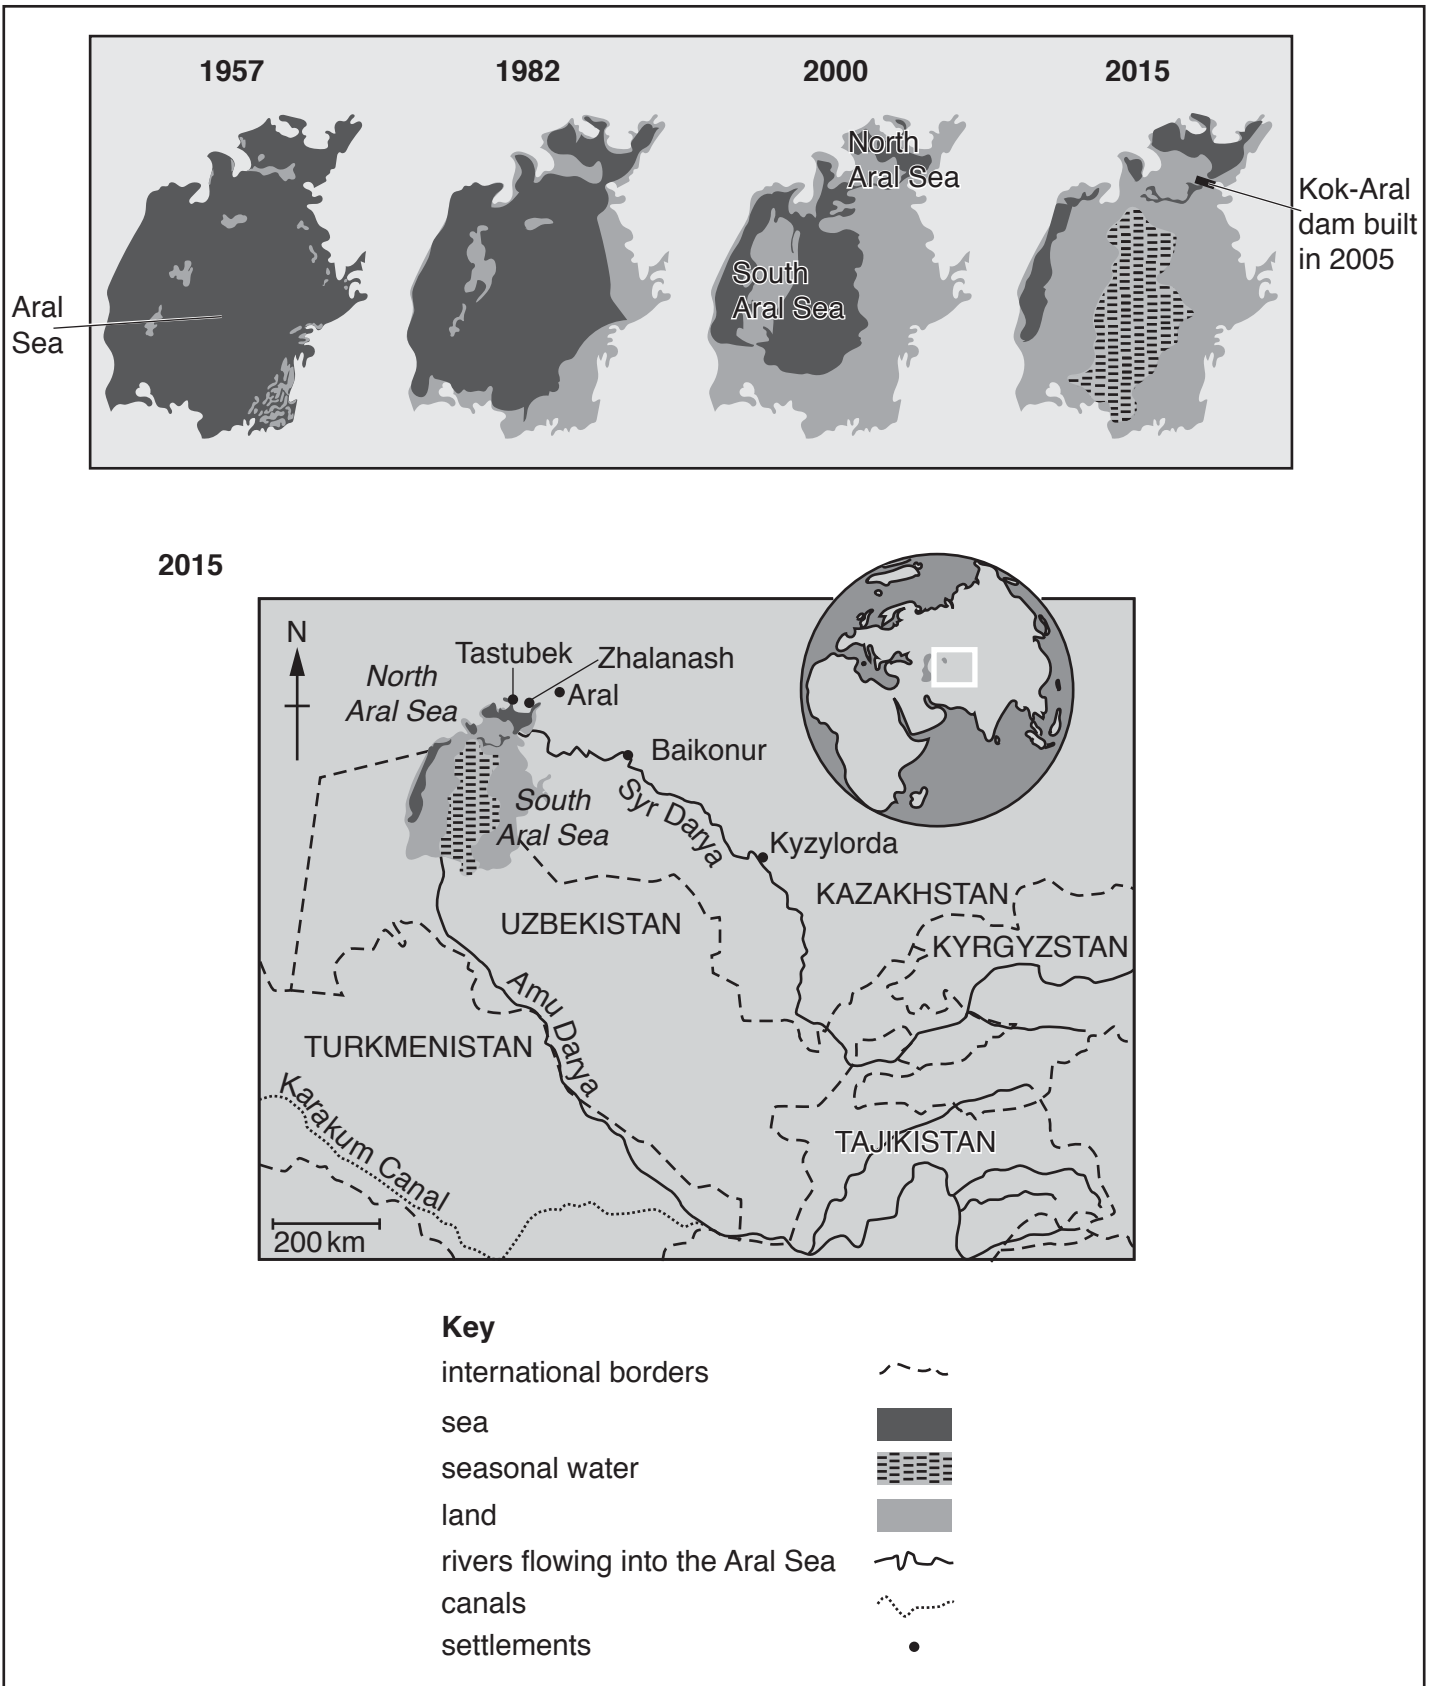 1957
1982
2000
2015
North
Aral Sea
Kok-Aral
dam built
in 2005
South
Aral Sea
Aral
Sea
2015
N
Tastubek
Zhalanash
North
Aral Sea
Aral
Baikonur
South
Aral Sea
Syr Darya
Kyzylorda
KAZAKHSTAN
UZBEKISTAN
KYRGYZSTAN
Amu Darya
TURKMENISTAN
Karakum Canal
TAJIKISTAN
200 km
Key
international borders
sea
seasonal water
land
rivers flowing into the Aral Sea
canals
settlements